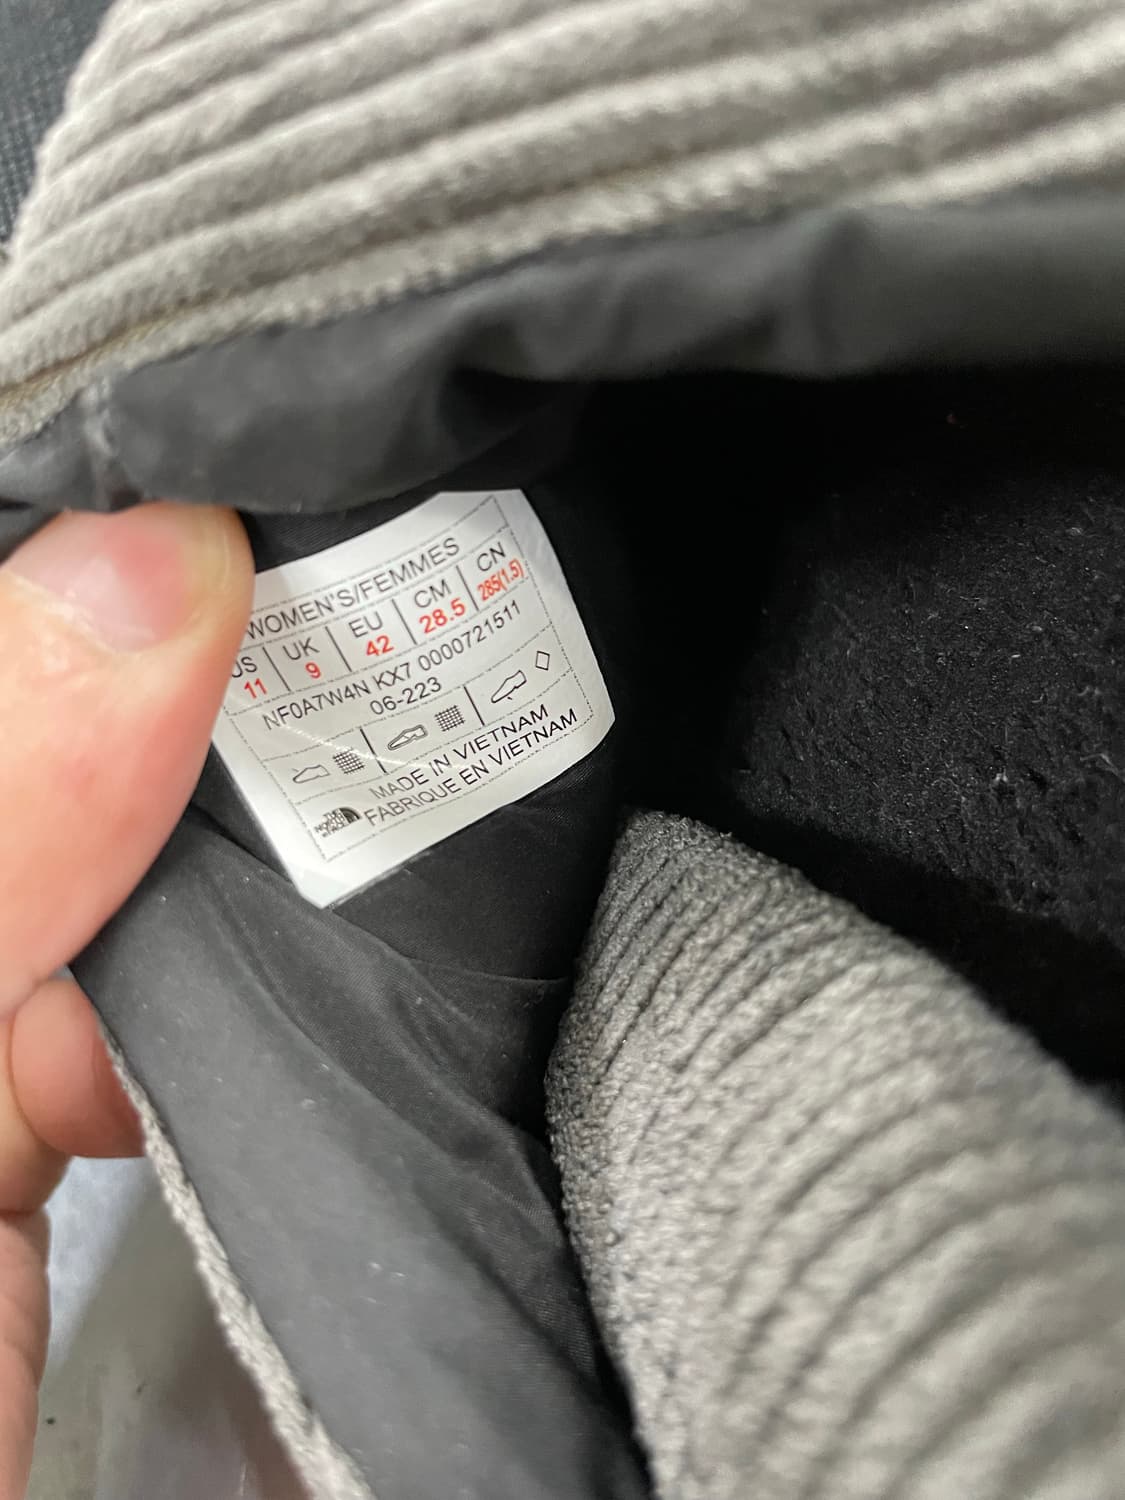 WOMEN'S/FEMMES
US UK EU CM CN
11 9 42 28.5 285(1.5)
NF0A7W4N KX7 0000721511
06-223
MADE IN VIETNAM
FABRIQUE EN VIETNAM
THE
NORTH
FACE